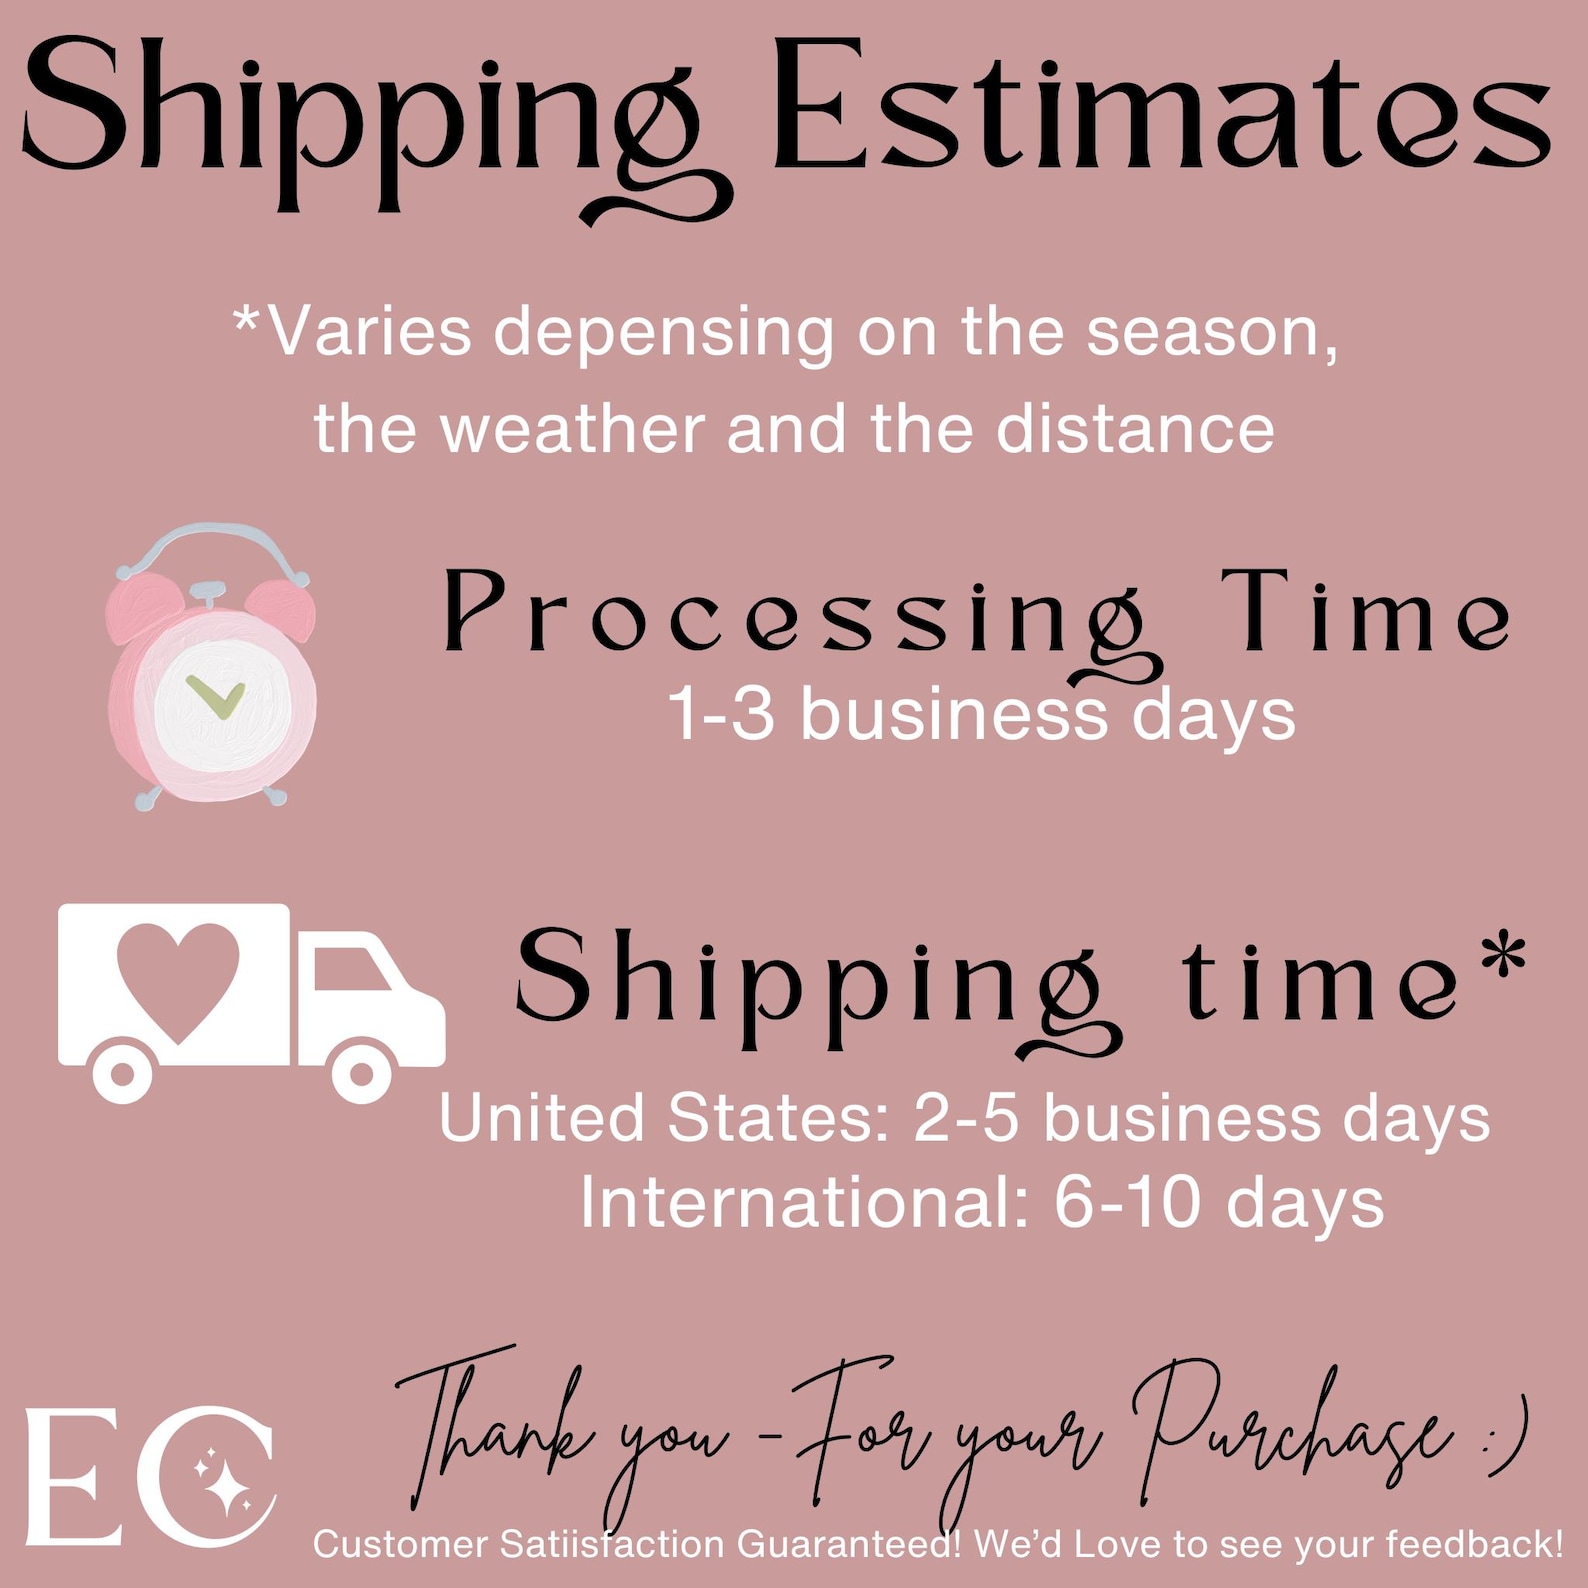 Shipping Estimates
*Varies depensing on the season,
the weather and the distance
Processing Time
1-3 business days
Shipping time*
United States: 2-5 business days
International: 6-10 days
Thank you - For your Purchase :)
EC
Customer Satiisfaction Guaranteed! We'd Love to see your feedback!